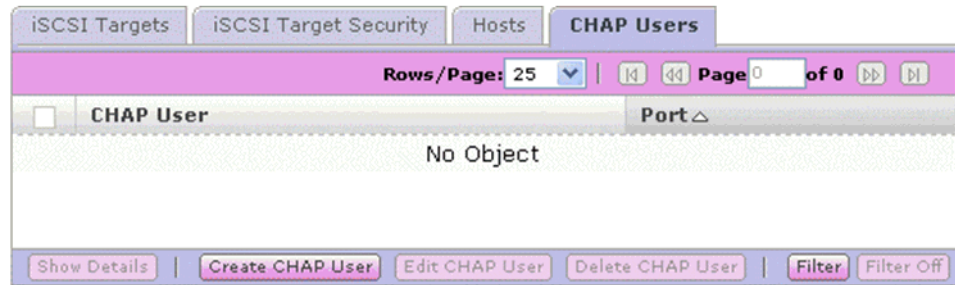 iSCSI Targets iSCSI Target Security Hosts CHAP Users
Rows/Page: 25 Page 0 of 0
CHAP User Port
No Object
Show Details | Create CHAP User Edit CHAP User Delete CHAP User | Filter Filter Off